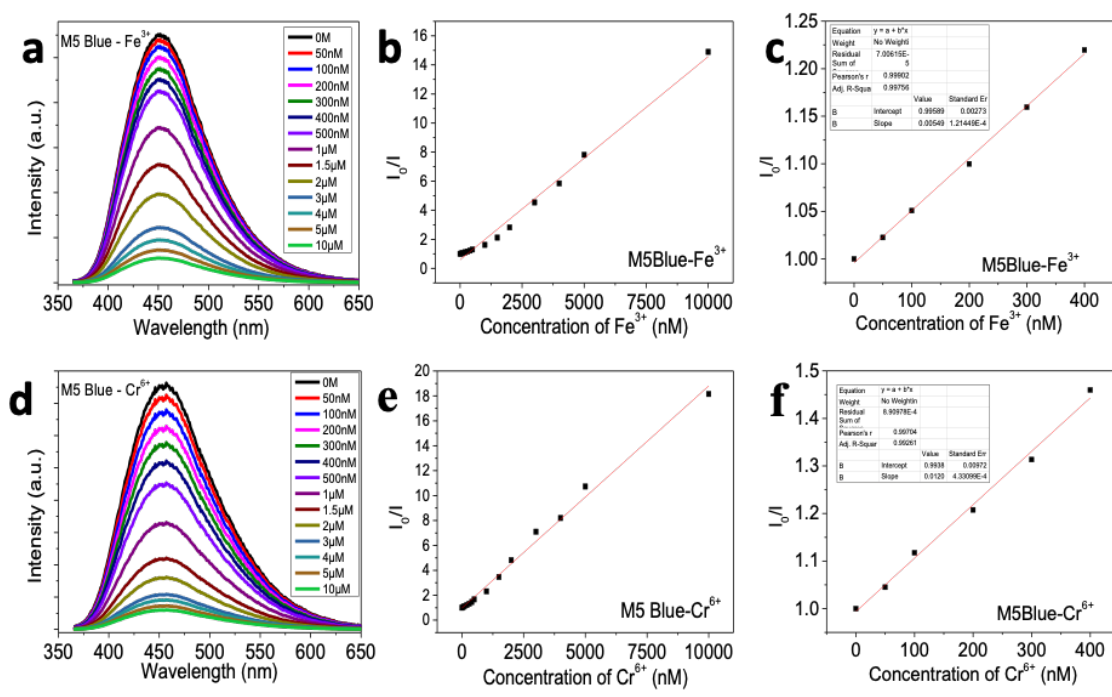 a
M5 Blue - Fe³⁺
0M
50nM
100nM
200nM
300nM
400nM
500nM
1µM
1.5µM
2µM
3µM
4µM
5µM
10µM
Intensity (a.u.)
350 400 450 500 550 600 650
Wavelength (nm)
b
16
14
12
10
8
6
4
2
0
I₀/I
M5Blue-Fe³⁺
0 2500 5000 7500 10000
Concentration of Fe³⁺ (nM)
c
1.25
1.20
1.15
1.10
1.05
1.00
I₀/I
Equation y = a + b*x
Weight No Weighti
Residual 7.00615E-
Sum of 5
Pearson's r 0.99902
Adj. R-Squa 0.99756
Value Standard Err
B Intercept 0.99589 0.00273
B Slope 0.00549 1.21449E-4
M5Blue-Fe³⁺
0 100 200 300 400
Concentration of Fe³⁺ (nM)
d
M5 Blue - Cr⁶⁺
0M
50nM
100nM
200nM
300nM
400nM
500nM
1µM
1.5µM
2µM
3µM
4µM
5µM
10µM
Intensity (a.u.)
350 400 450 500 550 600 650
Wavelength (nm)
e
20
18
16
14
12
10
8
6
4
2
0
I₀/I
M5 Blue-Cr⁶⁺
0 2500 5000 7500 10000
Concentration of Cr⁶⁺ (nM)
f
1.5
1.4
1.3
1.2
1.1
1.0
I₀/I
Equation y = a + b*x
Weight No Weightin
Residual 8.90978E-4
Sum of
Pearson's r 0.99704
Adj. R-Squar 0.99261
Value Standard Err
B Intercept 0.9938 0.00972
B Slope 0.0120 4.33099E-4
M5Blue-Cr⁶⁺
0 100 200 300 400
Concentration of Cr⁶⁺ (nM)